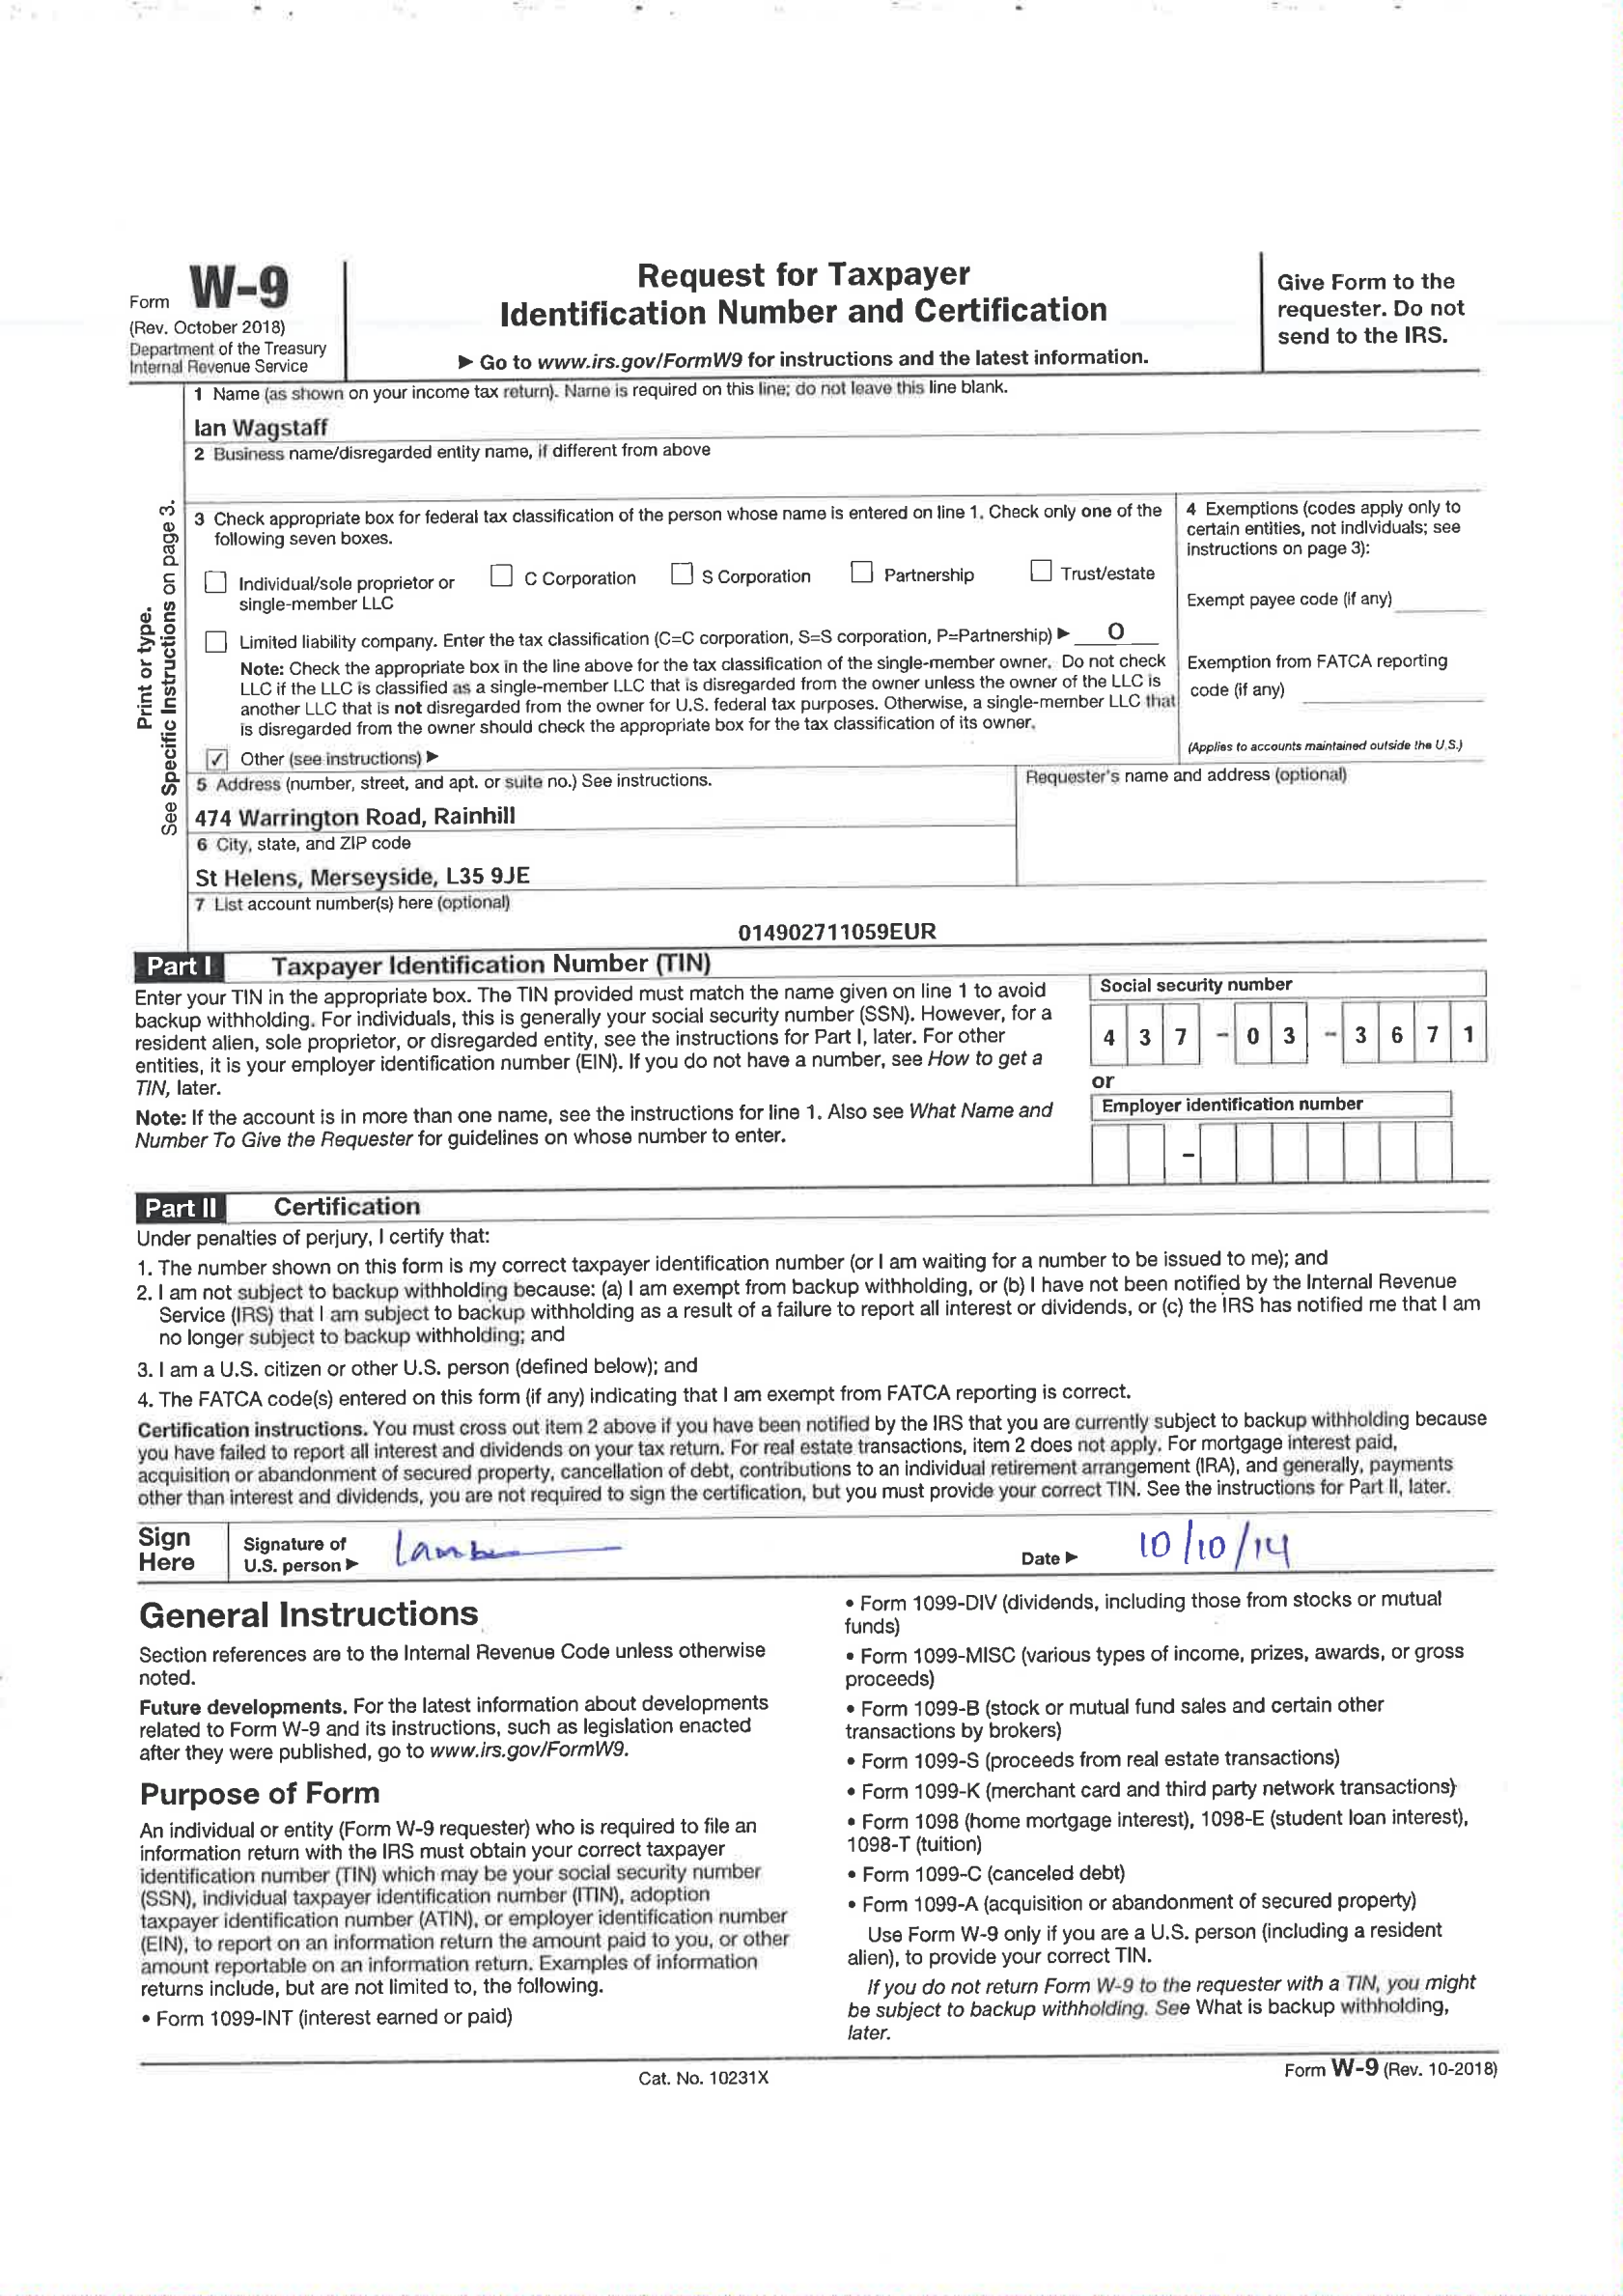 Form W-9
(Rev. October 2018)
Department of the Treasury
Internal Revenue Service
Request for Taxpayer
Identification Number and Certification
▶ Go to www.irs.gov/FormW9 for instructions and the latest information.
Give Form to the
requester. Do not
send to the IRS.
Print or type.
See Specific Instructions on page 3.
1 Name (as shown on your income tax return). Name is required on this line; do not leave this line blank.
Ian Wagstaff
2 Business name/disregarded entity name, if different from above
3 Check appropriate box for federal tax classification of the person whose name is entered on line 1. Check only one of the
following seven boxes.
Individual/sole proprietor or
single-member LLC
C Corporation
S Corporation
Partnership
Trust/estate
Limited liability company. Enter the tax classification (C=C corporation, S=S corporation, P=Partnership) ▶ O
Note: Check the appropriate box in the line above for the tax classification of the single-member owner. Do not check
LLC if the LLC is classified as a single-member LLC that is disregarded from the owner unless the owner of the LLC is
another LLC that is not disregarded from the owner for U.S. federal tax purposes. Otherwise, a single-member LLC that
is disregarded from the owner should check the appropriate box for the tax classification of its owner.
✓ Other (see instructions) ▶
4 Exemptions (codes apply only to
certain entities, not individuals; see
instructions on page 3):
Exempt payee code (if any)
Exemption from FATCA reporting
code (if any)
(Applies to accounts maintained outside the U.S.)
5 Address (number, street, and apt. or suite no.) See instructions.
474 Warrington Road, Rainhill
Requester's name and address (optional)
6 City, state, and ZIP code
St Helens, Merseyside, L35 9JE
7 List account number(s) here (optional)
014902711059EUR
Part I Taxpayer Identification Number (TIN)
Enter your TIN in the appropriate box. The TIN provided must match the name given on line 1 to avoid
backup withholding. For individuals, this is generally your social security number (SSN). However, for a
resident alien, sole proprietor, or disregarded entity, see the instructions for Part I, later. For other
entities, it is your employer identification number (EIN). If you do not have a number, see How to get a
TIN, later.
Note: If the account is in more than one name, see the instructions for line 1. Also see What Name and
Number To Give the Requester for guidelines on whose number to enter.
Social security number
4 3 7 - 0 3 - 3 6 7 1
or
Employer identification number
-
Part II Certification
Under penalties of perjury, I certify that:
1. The number shown on this form is my correct taxpayer identification number (or I am waiting for a number to be issued to me); and
2. I am not subject to backup withholding because: (a) I am exempt from backup withholding, or (b) I have not been notified by the Internal Revenue
Service (IRS) that I am subject to backup withholding as a result of a failure to report all interest or dividends, or (c) the IRS has notified me that I am
no longer subject to backup withholding; and
3. I am a U.S. citizen or other U.S. person (defined below); and
4. The FATCA code(s) entered on this form (if any) indicating that I am exempt from FATCA reporting is correct.
Certification instructions. You must cross out item 2 above if you have been notified by the IRS that you are currently subject to backup withholding because
you have failed to report all interest and dividends on your tax return. For real estate transactions, item 2 does not apply. For mortgage interest paid,
acquisition or abandonment of secured property, cancellation of debt, contributions to an individual retirement arrangement (IRA), and generally, payments
other than interest and dividends, you are not required to sign the certification, but you must provide your correct TIN. See the instructions for Part II, later.
Sign
Here
Signature of
U.S. person ▶
Date ▶ 10/10/14
General Instructions
Section references are to the Internal Revenue Code unless otherwise
noted.
Future developments. For the latest information about developments
related to Form W-9 and its instructions, such as legislation enacted
after they were published, go to www.irs.gov/FormW9.
Purpose of Form
An individual or entity (Form W-9 requester) who is required to file an
information return with the IRS must obtain your correct taxpayer
identification number (TIN) which may be your social security number
(SSN), individual taxpayer identification number (ITIN), adoption
taxpayer identification number (ATIN), or employer identification number
(EIN), to report on an information return the amount paid to you, or other
amount reportable on an information return. Examples of information
returns include, but are not limited to, the following.
• Form 1099-INT (interest earned or paid)
• Form 1099-DIV (dividends, including those from stocks or mutual
funds)
• Form 1099-MISC (various types of income, prizes, awards, or gross
proceeds)
• Form 1099-B (stock or mutual fund sales and certain other
transactions by brokers)
• Form 1099-S (proceeds from real estate transactions)
• Form 1099-K (merchant card and third party network transactions)
• Form 1098 (home mortgage interest), 1098-E (student loan interest),
1098-T (tuition)
• Form 1099-C (canceled debt)
• Form 1099-A (acquisition or abandonment of secured property)
Use Form W-9 only if you are a U.S. person (including a resident
alien), to provide your correct TIN.
If you do not return Form W-9 to the requester with a TIN, you might
be subject to backup withholding. See What is backup withholding,
later.
Cat. No. 10231X
Form W-9 (Rev. 10-2018)